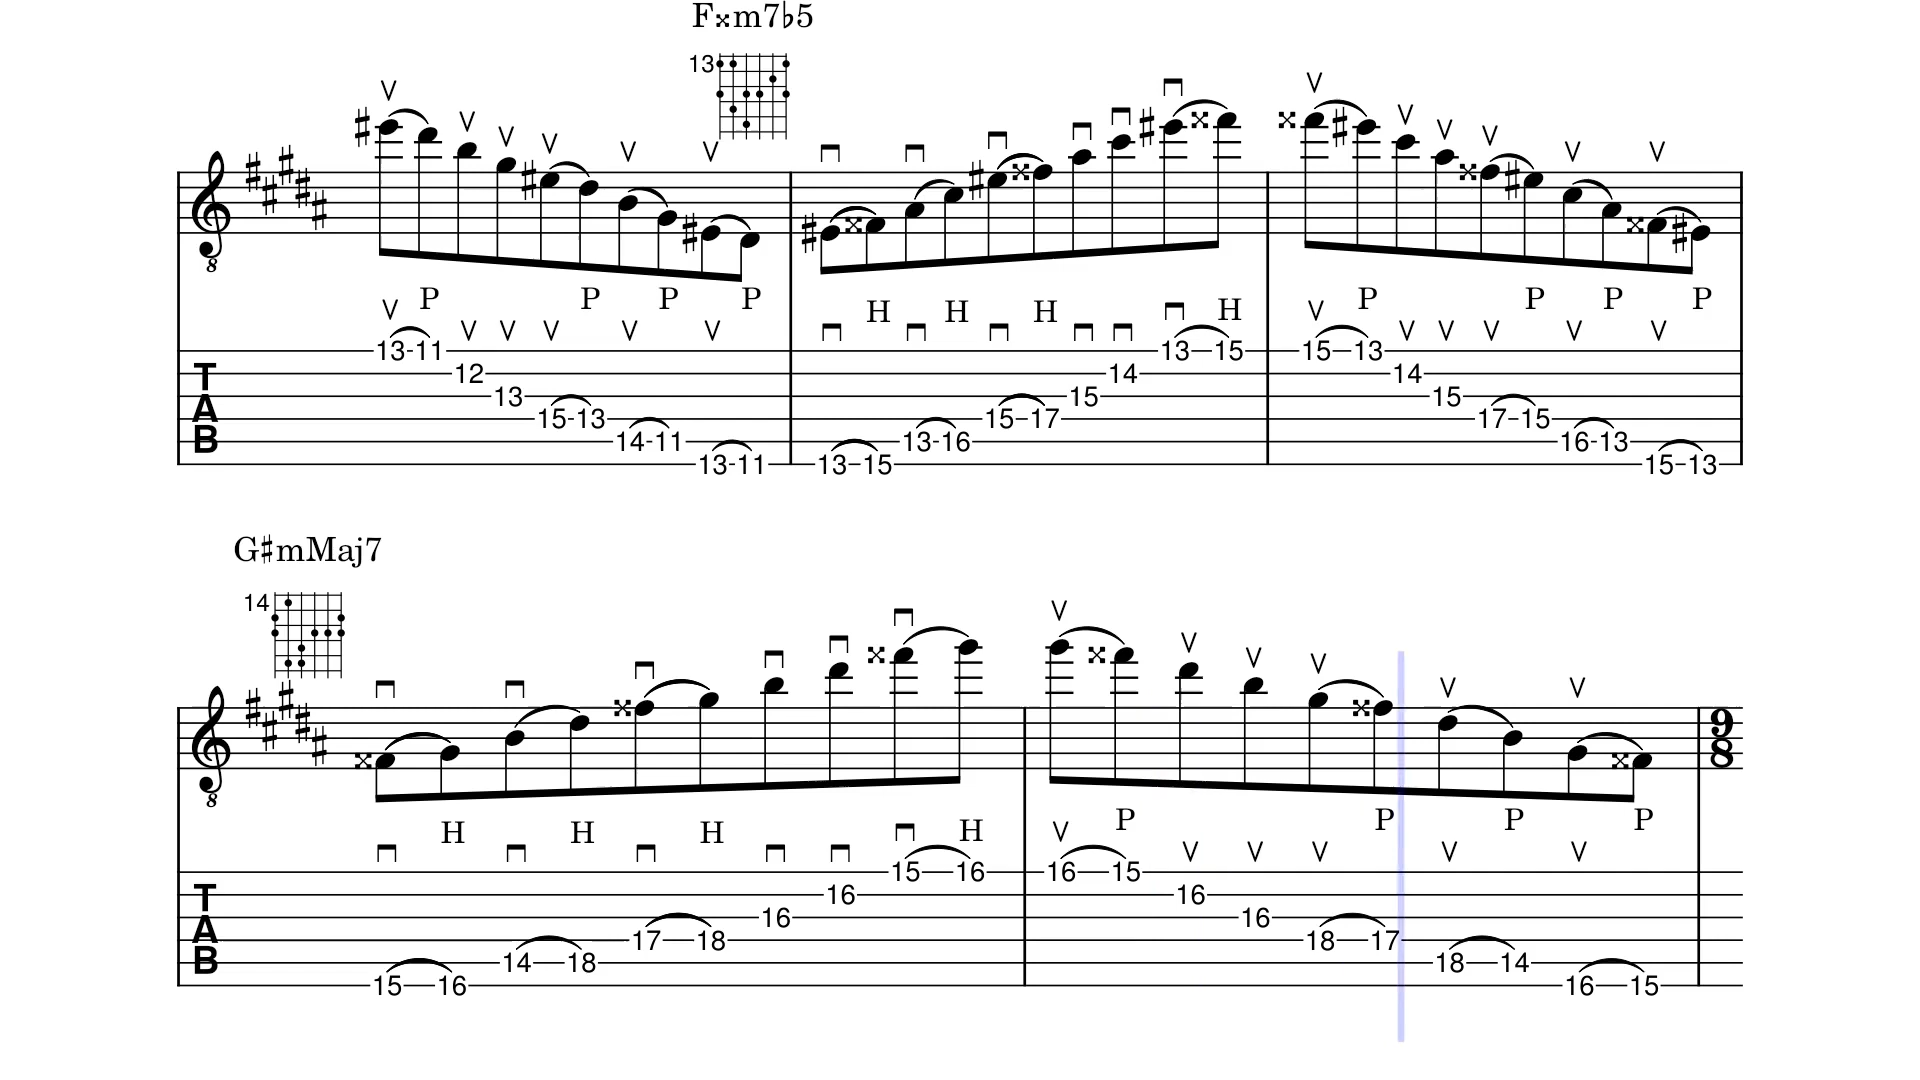 F𝄪m7♭5
13
P P P P H H H H P P P P
13-11 13-15 15-13
12 14 14
13 15 15
15-13 15-17 17-15
14-11 13-16 16-13
13-11 13-15 15-13
T
A
B
8
G♯mMaj7
14
9
8
8
H H H H P P P P
15-16 16-15
16 16
16 16
17-18 18-17
14-18 18-14
15-16 16-15
T
A
B